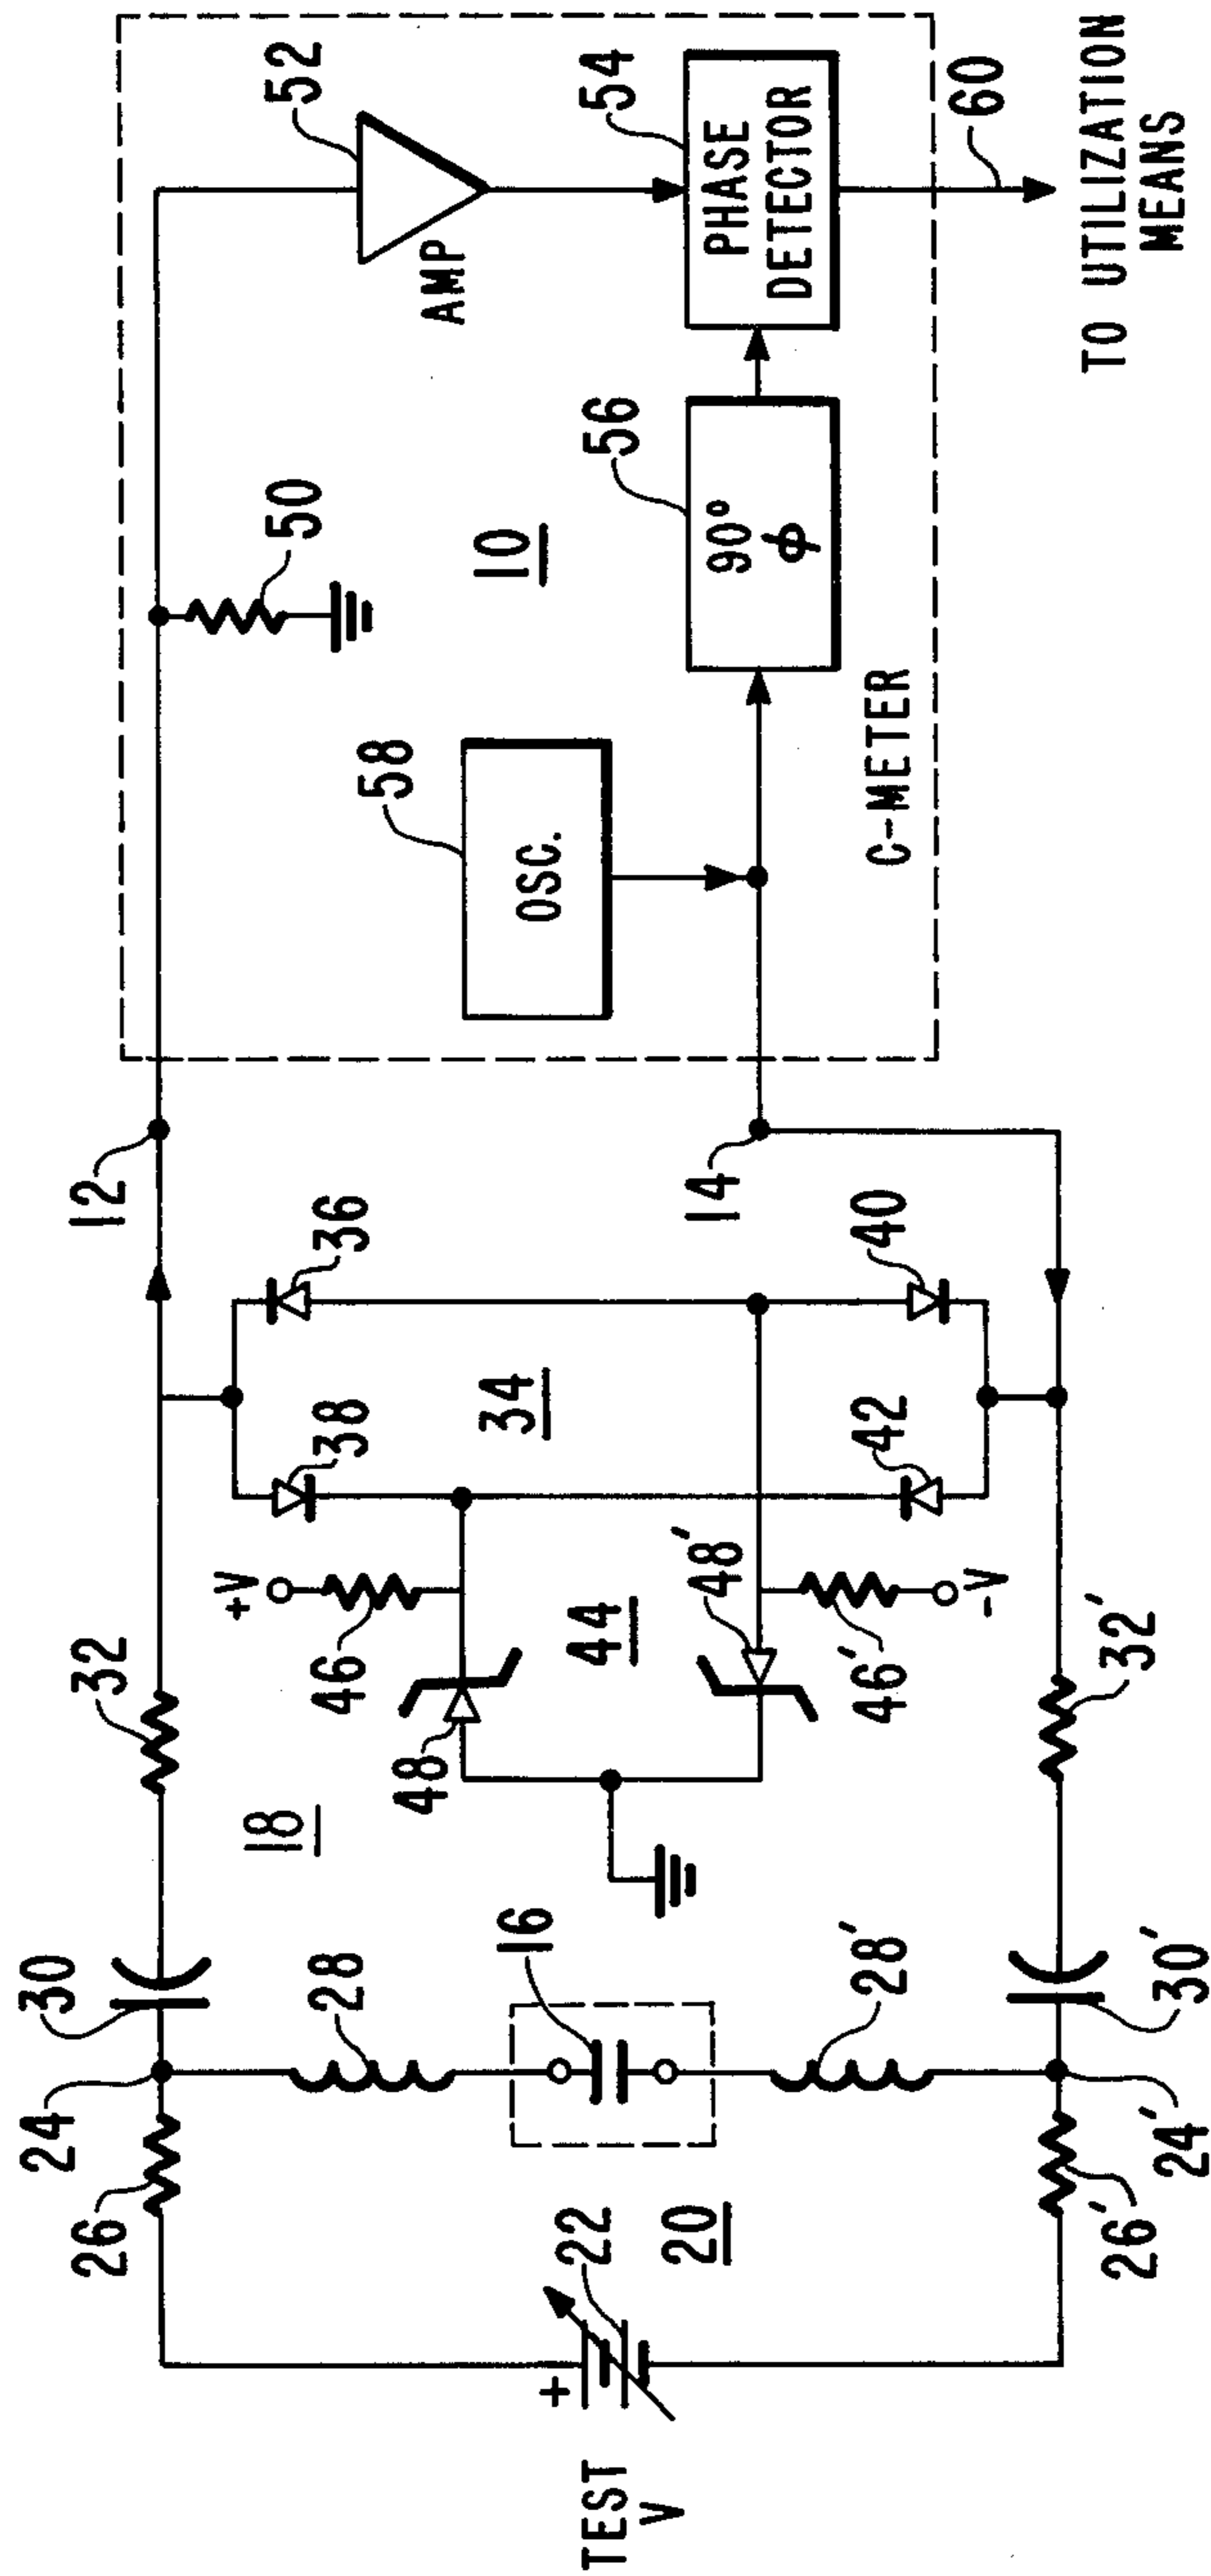 TEST
V
+
22
20
26
24
30
28
16
28'
26'
24'
30'
18
32
32'
+V
46
48
44
48'
46'
-V
38
36
34
42
40
12
14
58
OSC.
50
10
56
90°
ϕ
C-METER
52
AMP
54
PHASE
DETECTOR
60
TO UTILIZATION
MEANS